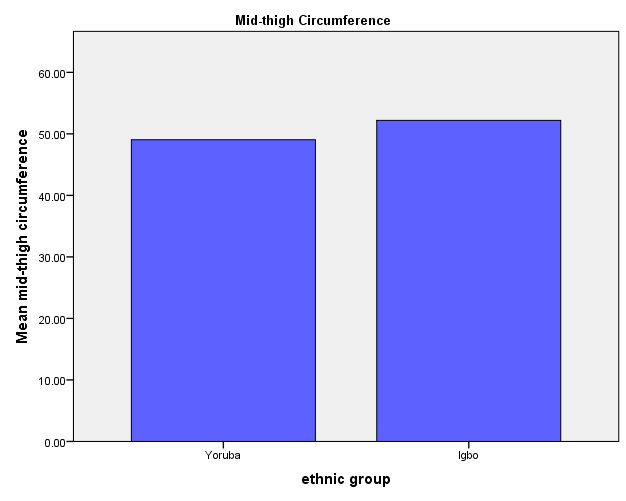 Mid-thigh Circumference
Mean mid-thigh circumference
60.00
50.00
40.00
30.00
20.00
10.00
0.00
Yoruba
Igbo
ethnic group